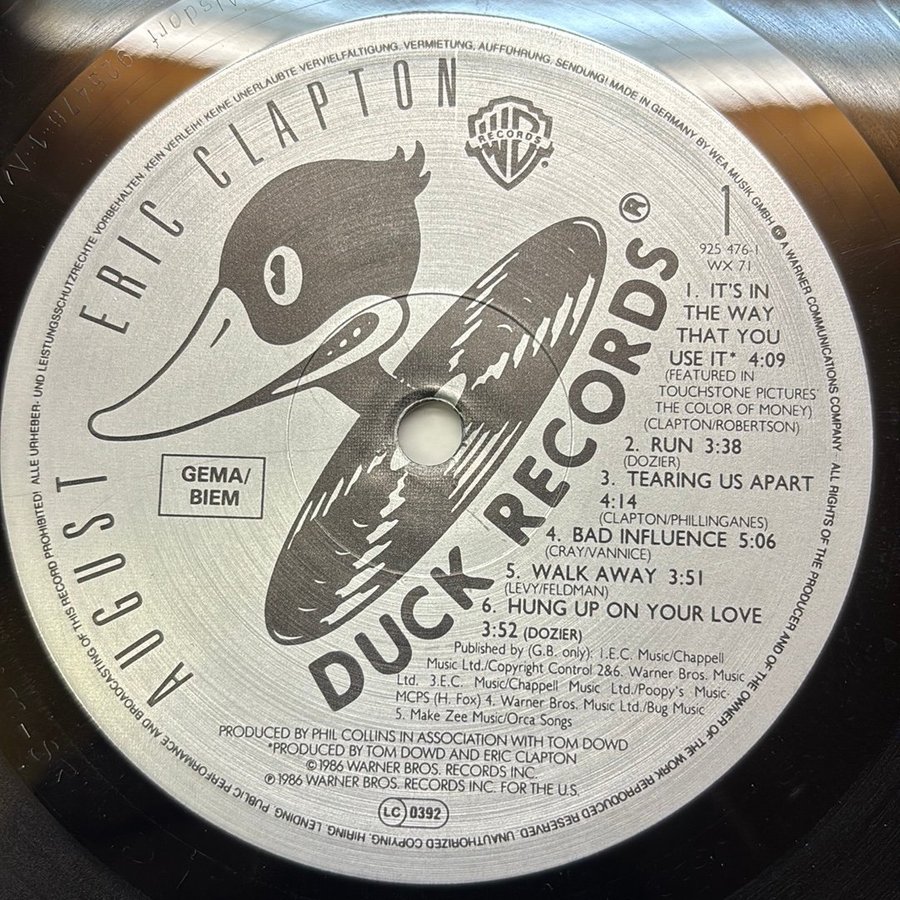 ALLE URHEBER- UND LEISTUNGSSCHUTZRECHTE VORBEHALTEN. KEIN VERLEIH! KEINE UNERLAUBTE VERVIELFÄLTIGUNG, VERMIETUNG, AUFFÜHRUNG, SENDUNG! MADE IN GERMANY BY WEA MUSIK GMBH A WARNER COMMUNICATIONS COMPANY · ALL RIGHTS OF THE PRODUCER AND OF THE OWNER OF THE WORK REPRODUCED RESERVED. UNAUTHORIZED COPYING, HIRING, LENDING, PUBLIC PERFORMANCE AND BROADCASTING OF THIS RECORD PROHIBITED!
ERIC CLAPTON
AUGUST
RECORDS
DUCK RECORDS®
1
925 476-1
WX 71
GEMA/
BIEM
1. IT'S IN
THE WAY
THAT YOU
USE IT* 4:09
(FEATURED IN
TOUCHSTONE PICTURES'
THE COLOR OF MONEY)
(CLAPTON/ROBERTSON)
2. RUN 3:38
(DOZIER)
3. TEARING US APART
4:14
(CLAPTON/PHILLINGANES)
4. BAD INFLUENCE 5:06
(CRAY/VANNICE)
5. WALK AWAY 3:51
(LEVY/FELDMAN)
6. HUNG UP ON YOUR LOVE
3:52 (DOZIER)
Published by (G.B. only): 1.E.C. Music/Chappell
Music Ltd./Copyright Control 2&6. Warner Bros. Music
Ltd. 3.E.C. Music/Chappell Music Ltd./Poopy's Music-
MCPS (H. Fox) 4. Warner Bros. Music Ltd/Bug Music
5. Make Zee Music/Orca Songs
PRODUCED BY PHIL COLLINS IN ASSOCIATION WITH TOM DOWD
*PRODUCED BY TOM DOWD AND ERIC CLAPTON
©1986 WARNER BROS. RECORDS INC.
℗1986 WARNER BROS. RECORDS INC. FOR THE U.S.
LC 0392